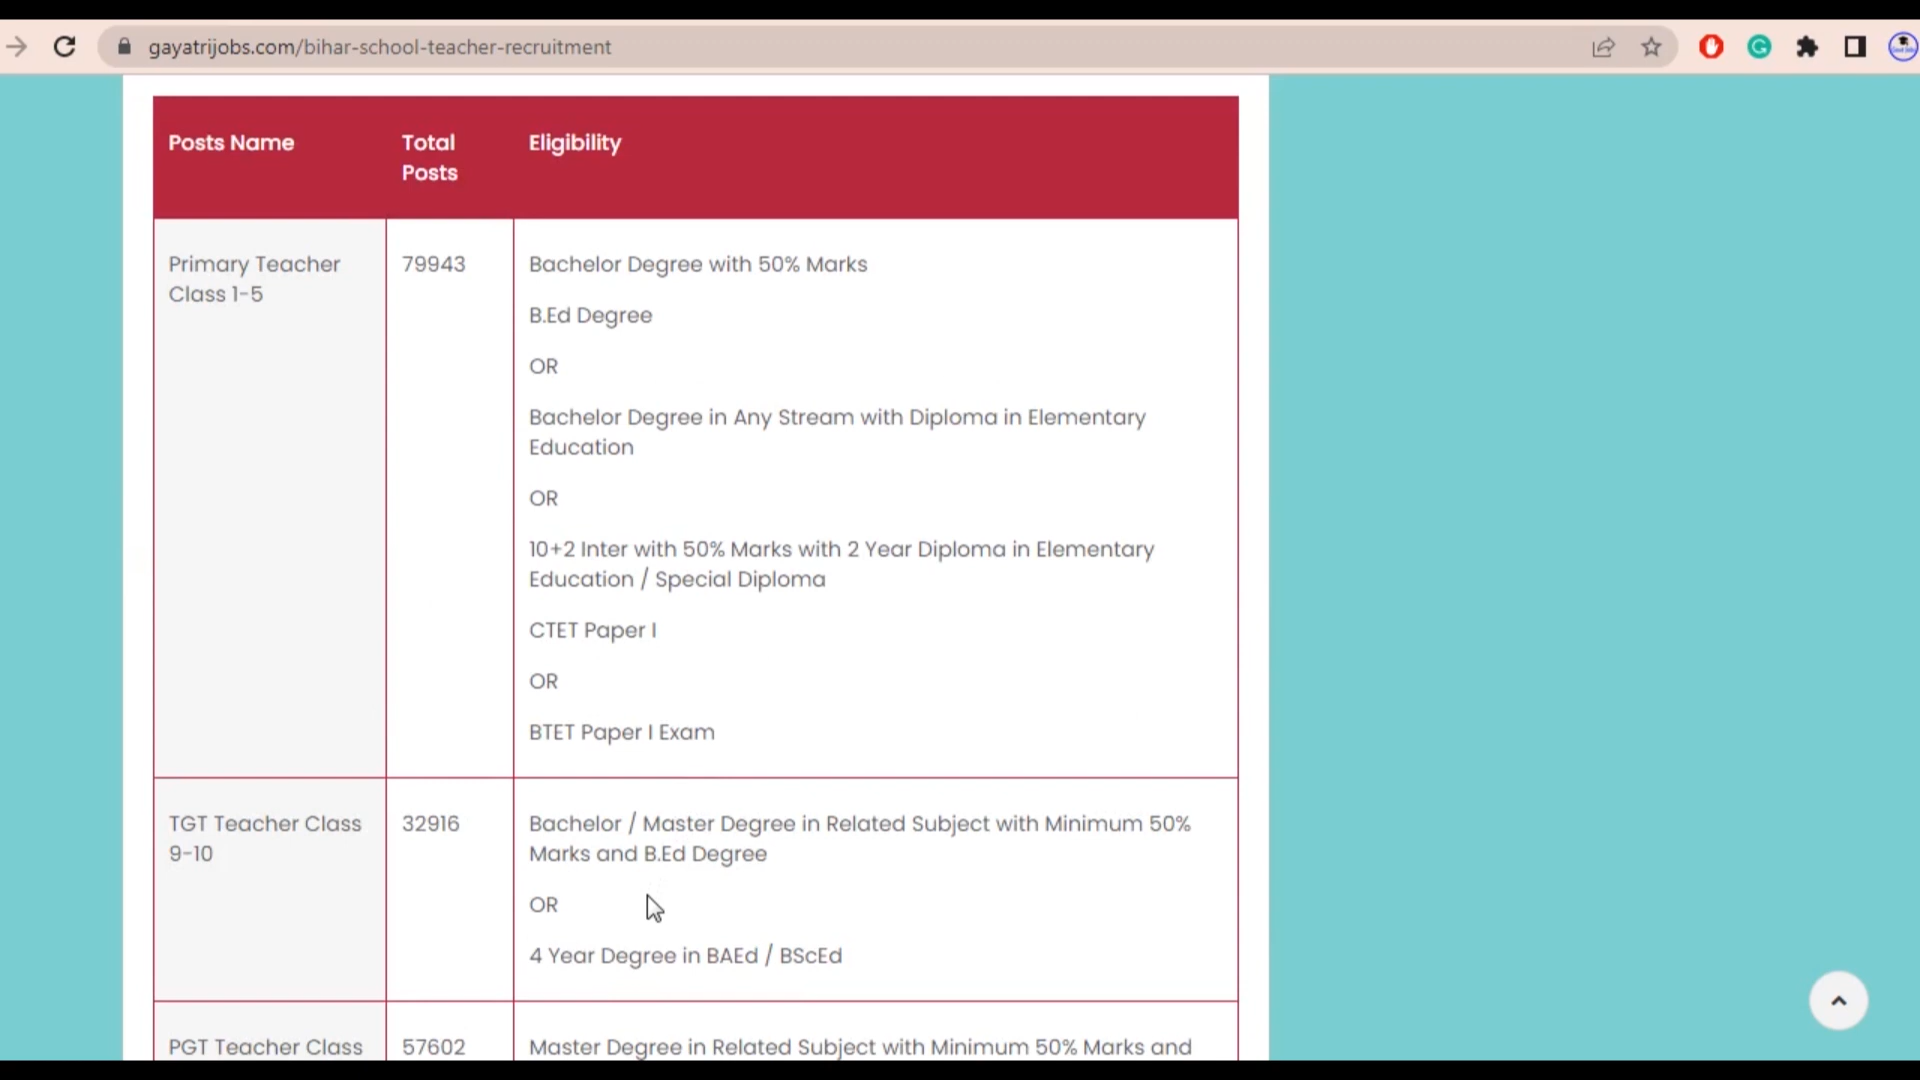 gayatrijobs.com/bihar-school-teacher-recruitment
Posts Name
Total
Posts
Eligibility
Primary Teacher
Class 1-5
79943
Bachelor Degree with 50% Marks
B.Ed Degree
OR
Bachelor Degree in Any Stream with Diploma in Elementary
Education
OR
10+2 Inter with 50% Marks with 2 Year Diploma in Elementary
Education / Special Diploma
CTET Paper I
OR
BTET Paper I Exam
TGT Teacher Class
9-10
32916
Bachelor / Master Degree in Related Subject with Minimum 50%
Marks and B.Ed Degree
OR
4 Year Degree in BAEd / BScEd
PGT Teacher Class
57602
Master Degree in Related Subject with Minimum 50% Marks and